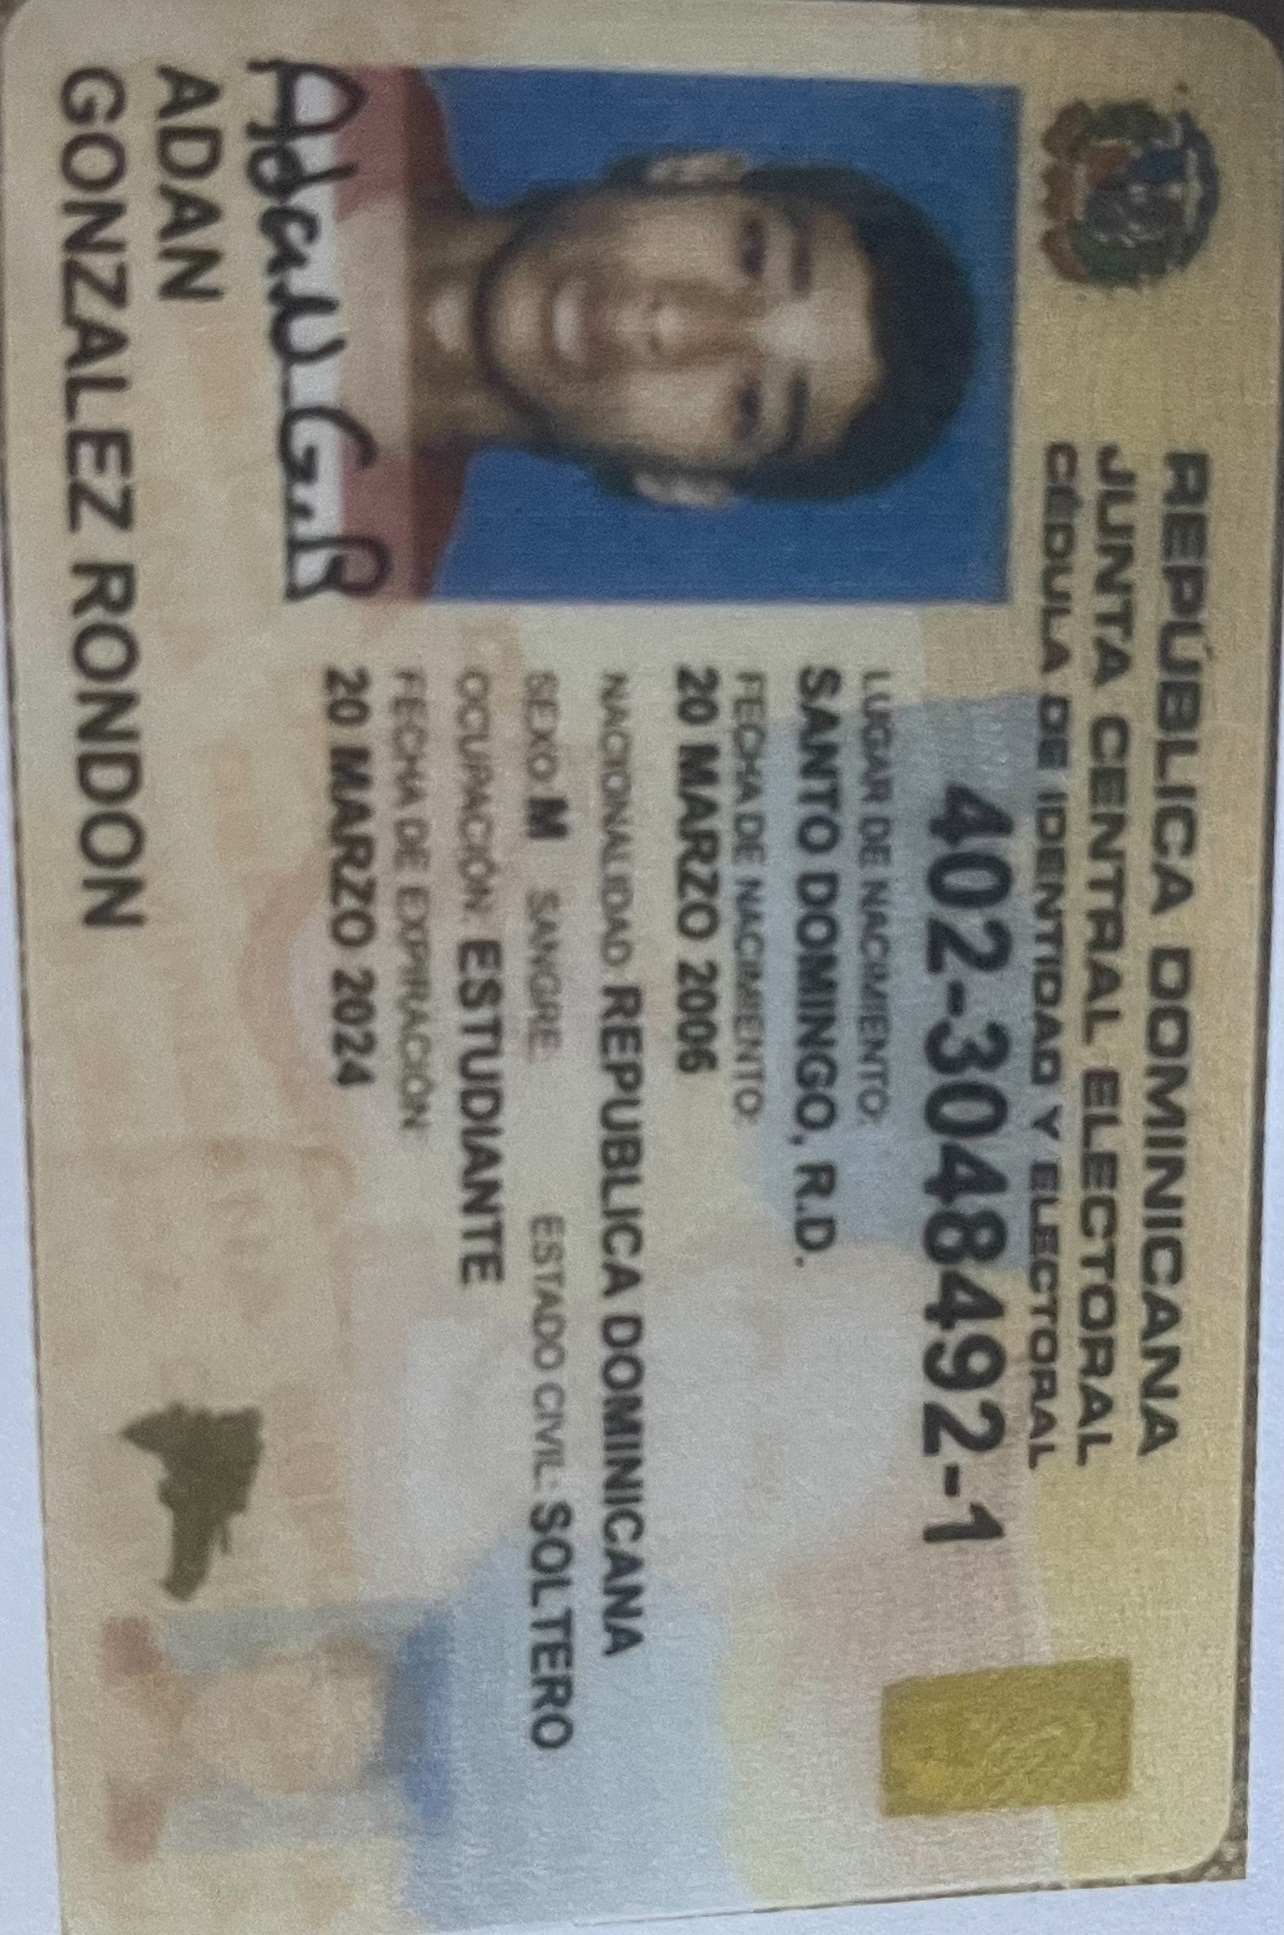 REPÚBLICA DOMINICANA
JUNTA CENTRAL ELECTORAL
CÉDULA DE IDENTIDAD Y ELECTORAL
402-3048492-1
LUGAR DE NACIMIENTO:
SANTO DOMINGO, R.D.
FECHA DE NACIMIENTO:
20 MARZO 2006
NACIONALIDAD: REPUBLICA DOMINICANA
SEXO: M SANGRE: ESTADO CIVIL: SOLTERO
OCUPACIÓN: ESTUDIANTE
FECHA DE EXPIRACIÓN:
20 MARZO 2024
Adan G.B
ADAN
GONZALEZ RONDON